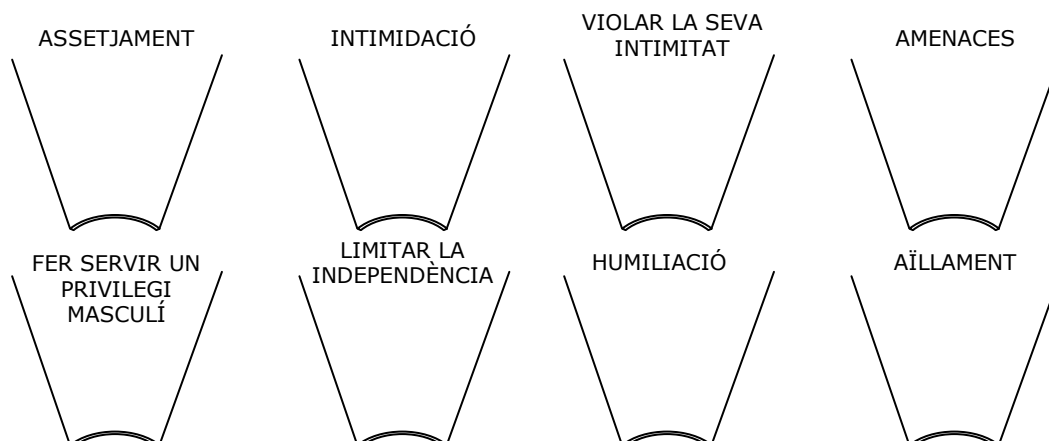 ASSETJAMENT
INTIMIDACIÓ
VIOLAR LA SEVA
INTIMITAT
AMENACES
FER SERVIR UN
PRIVILEGI
MASCULÍ
LIMITAR LA
INDEPENDÈNCIA
HUMILIACIÓ
AÏLLAMENT